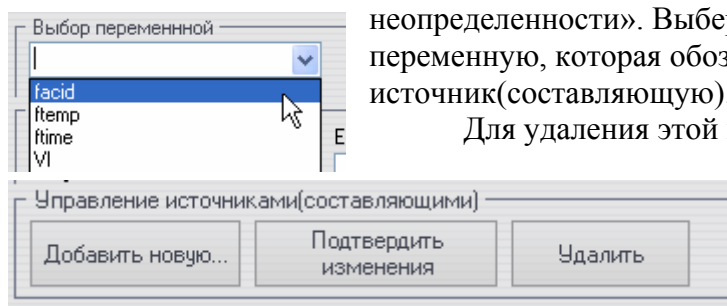 Выбор переменнной
facid
ftemp
ftime
VI
неопределенности». Выбер
переменную, которая обоз
источник(составляющую)
Для удаления этой
Е
Управление источниками(составляющими)
Добавить новую...
Подтвердить
изменения
Удалить